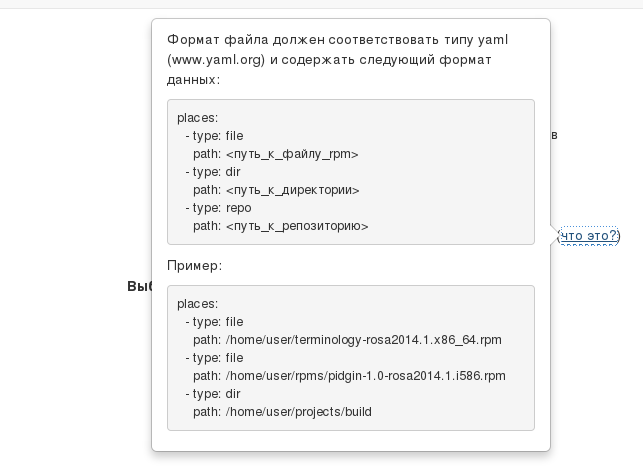 Формат файла должен соответствовать типу yaml
(www.yaml.org) и содержать следующий формат
данных:
places:
- type: file
path: <путь_к_файлу_rpm>
- type: dir
path: <путь_к_директории>
- type: repo
path: <путь_к_репозиторию>
в
(что это?)
Пример:
Выб
places:
- type: file
path: /home/user/terminology-rosa2014.1.x86_64.rpm
- type: file
path: /home/user/rpms/pidgin-1.0-rosa2014.1.i586.rpm
- type: dir
path: /home/user/projects/build